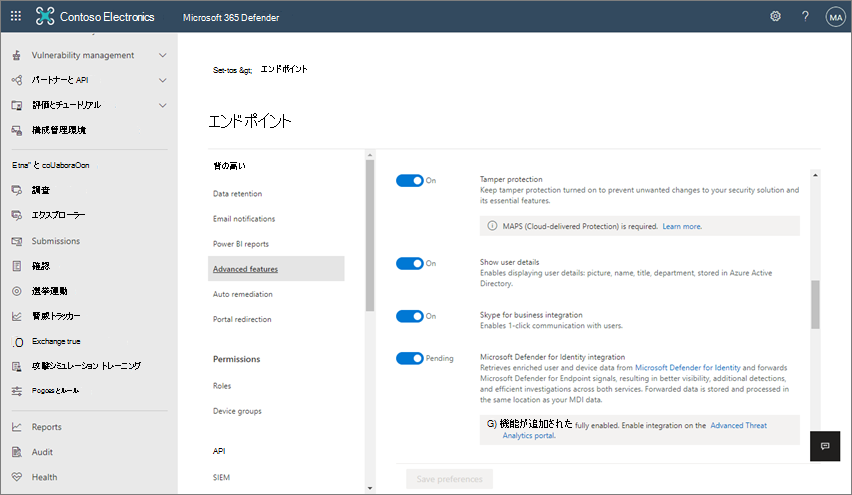 Contoso Electronics
Microsoft 365 Defender
MA
Vulnerability management
パートナーと API
評価とチュートリアル
構成管理環境
Etna" と coUaboraOon
調査
エクスプローラー
Submissions
確認
選挙運動
脅威トラッカー
.O Exchange true
攻撃シミュレーション トレーニング
Pogoesとルール
Reports
Audit
Health
Set-tos &gt; エンドポイント
エンドポイント
背の高い
Data retention
Email notifications
Power BI reports
Advanced features
Auto remediation
Portal redirection
Permissions
Roles
Device groups
API
SIEM
On
Tamper protection
Keep tamper protection turned on to prevent unwanted changes to your security solution and
its essential features.
MAPS (Cloud-delivered Protection) is required. Learn more.
On
Show user details
Enables displaying user details: picture, name, title, department, stored in Azure Active
Directory.
On
Skype for business integration
Enables 1-click communication with users.
Pending
Microsoft Defender for Identity integration
Retrieves enriched user and device data from Microsoft Defender for Identity and forwards
Microsoft Defender for Endpoint signals, resulting in better visibility, additional detections,
and efficient investigations across both services. Forwarded data is stored and processed in
the same location as your MDI data.
G) 機能が追加された fully enabled. Enable integration on the Advanced Threat
Analytics portal.
Save preferences